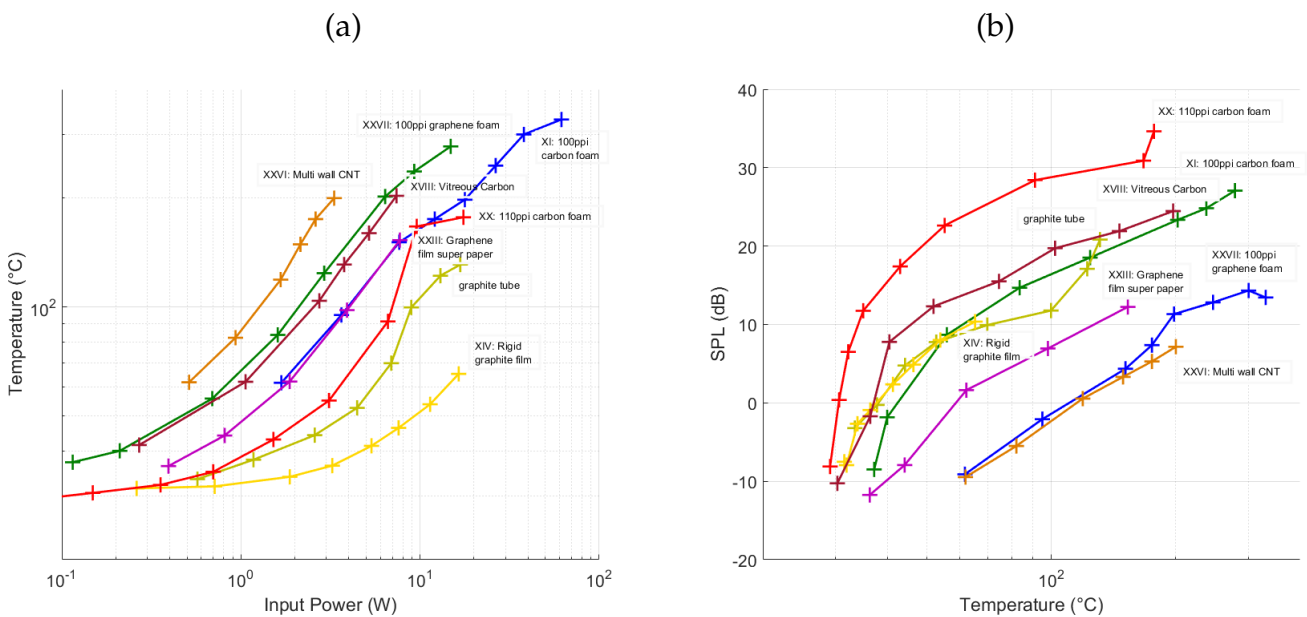 (a)
(b)
XXVII: 100ppi graphene foam
XI: 100ppi
carbon foam
XXVI: Multi wall CNT
XVIII: Vitreous Carbon
XX: 110ppi carbon foam
XXIII: Graphene
film super paper
graphite tube
XIV: Rigid
graphite film
Temperature (°C)
10²
10⁻¹
10⁰
10¹
10²
Input Power (W)
40
30
20
10
0
-10
-20
SPL (dB)
XX: 110ppi carbon foam
XI: 100ppi carbon foam
XVIII: Vitreous Carbon
graphite tube
XXVII: 100ppi
graphene foam
XXIII: Graphene
film super paper
XIV: Rigid
graphite film
XXVI: Multi wall CNT
10²
Temperature (°C)